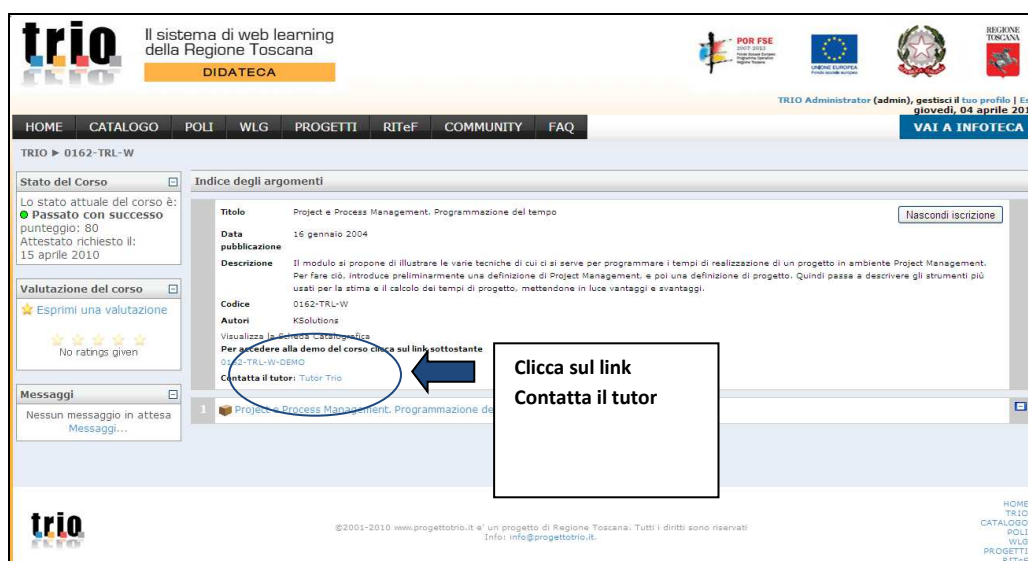 trio
Il sistema di web learning
della Regione Toscana
DIDATECA
POR FSE
2007-2013
UNIONE EUROPEA
Fondo sociale europeo
REGIONE
TOSCANA
TRIO Administrator (admin), gestisci il tuo profilo | Es
giovedì, 04 aprile 201
HOME CATALOGO POLI WLG PROGETTI RITeF COMMUNITY FAQ
VAI A INFOTECA
TRIO ► 0162-TRL-W
Stato del Corso
Lo stato attuale del corso è:
Passato con successo
punteggio: 80
Attestato richiesto il:
15 aprile 2010
Valutazione del corso
Esprimi una valutazione
No ratings given
Messaggi
Nessun messaggio in attesa
Messaggi...
Indice degli argomenti
Titolo Project e Process Management. Programmazione del tempo
Nascondi iscrizione
Data
pubblicazione
16 gennaio 2004
Descrizione Il modulo si propone di illustrare le varie tecniche di cui ci si serve per programmare i tempi di realizzazione di un progetto in ambiente Project Management.
Per fare ciò, introduce preliminarmente una definizione di Project Management, e poi una definizione di progetto. Quindi passa a descrivere gli strumenti più
usati per la stima e il calcolo dei tempi di progetto, mettendone in luce vantaggi e svantaggi.
Codice 0162-TRL-W
Autori KSolutions
Visualizza la Scheda Catalografica
Per accedere alla demo del corso clicca sul link sottostante
0162-TRL-W-DEMO
Contatta il tutor: Tutor Trio
1 Project e Process Management. Programmazione de
Clicca sul link
Contatta il tutor
trio
©2001-2010 www.progettotrio.it e' un progetto di Regione Toscana. Tutti i diritti sono riservati
Info: info@progettotrio.it.
HOME
TRIO
CATALOGO
POLI
WLG
PROGETTI
RITeF